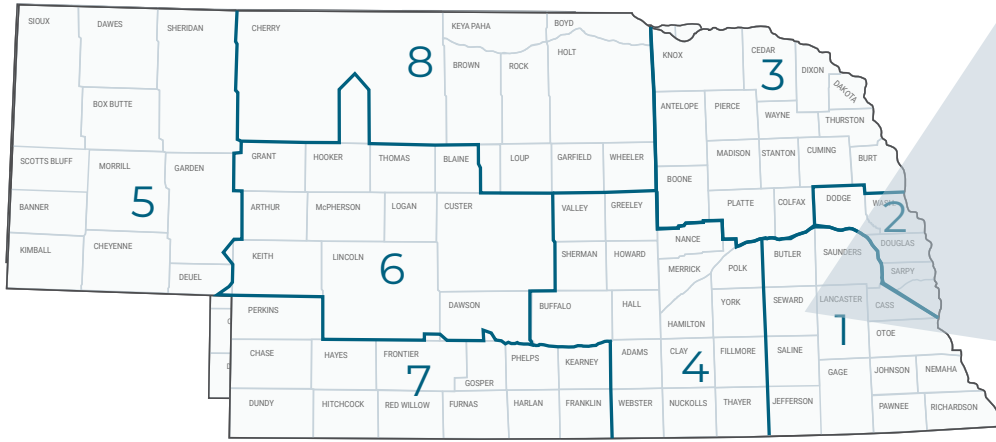 SIOUX
DAWES
SHERIDAN
CHERRY
KEYA PAHA
BOYD
HOLT
BROWN
ROCK
8
KNOX
CEDAR
3
DIXON
DAKOTA
BOX BUTTE
ANTELOPE
PIERCE
WAYNE
THURSTON
SCOTTS BLUFF
MORRILL
GARDEN
GRANT
HOOKER
THOMAS
BLAINE
LOUP
GARFIELD
WHEELER
MADISON
STANTON
CUMING
BURT
BOONE
BANNER
5
ARTHUR
McPHERSON
LOGAN
CUSTER
VALLEY
GREELEY
PLATTE
COLFAX
DODGE
2
KIMBALL
CHEYENNE
DEUEL
KEITH
LINCOLN
6
SHERMAN
HOWARD
NANCE
MERRICK
POLK
BUTLER
SAUNDERS
DOUGLAS
SARPY
PERKINS
DAWSON
BUFFALO
HALL
HAMILTON
YORK
SEWARD
LANCASTER
CASS
1
OTOE
CHASE
HAYES
FRONTIER
7
GOSPER
PHELPS
KEARNEY
ADAMS
CLAY
4
FILLMORE
SALINE
GAGE
JOHNSON
NEMAHA
DUNDY
HITCHCOCK
RED WILLOW
FURNAS
HARLAN
FRANKLIN
WEBSTER
NUCKOLLS
THAYER
JEFFERSON
PAWNEE
RICHARDSON